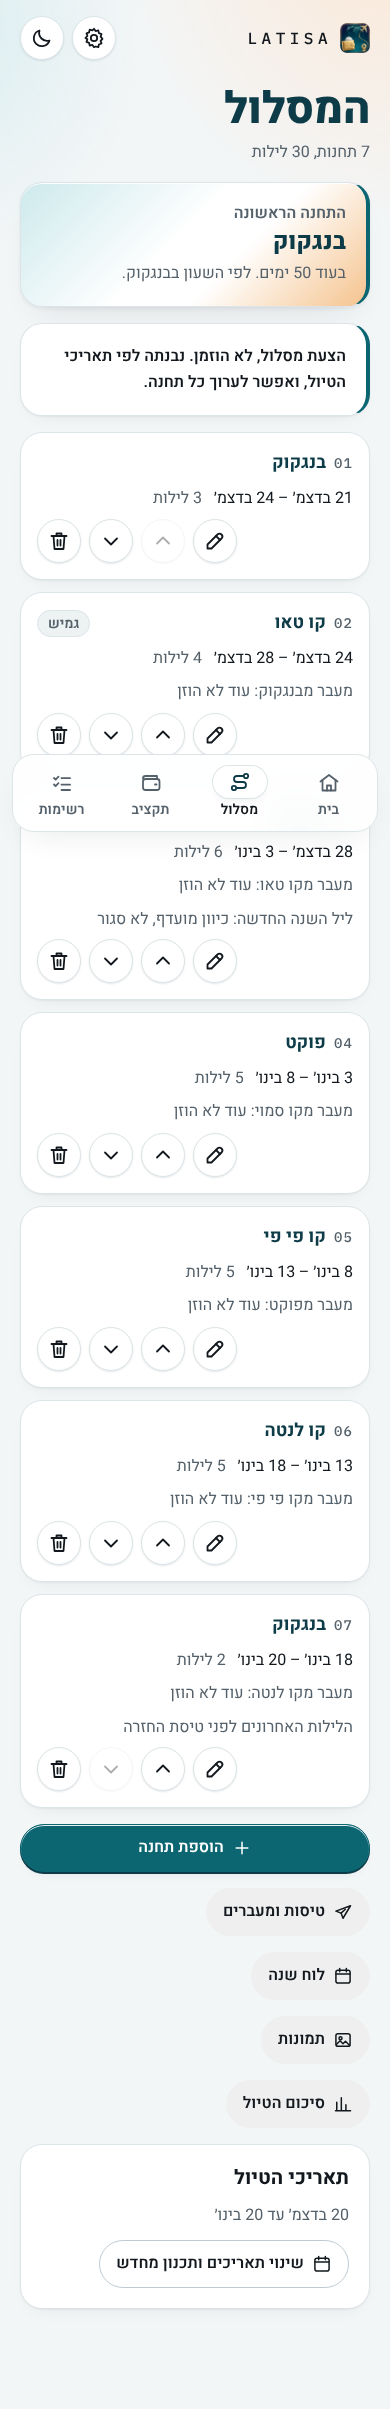 LATISA
המסלול
7 תחנות, 30 לילות
התחנה הראשונה
בנגקוק
בעוד 50 ימים. לפי השעון בבנגקוק.
הצעת מסלול, לא הוזמן. נבנתה לפי תאריכי
הטיול, ואפשר לערוך כל תחנה.
01 בנגקוק
21 בדצמ׳ – 24 בדצמ׳ 3 לילות
02 קו טאו
גמיש
24 בדצמ׳ – 28 בדצמ׳ 4 לילות
מעבר מבנגקוק: עוד לא הוזן
בית
מסלול
תקציב
רשימות
28 בדצמ׳ – 3 בינו׳ 6 לילות
מעבר מקו טאו: עוד לא הוזן
ליל השנה החדשה: כיוון מועדף, לא סגור
04 פוקט
3 בינו׳ – 8 בינו׳ 5 לילות
מעבר מקו סמוי: עוד לא הוזן
05 קו פי פי
8 בינו׳ – 13 בינו׳ 5 לילות
מעבר מפוקט: עוד לא הוזן
06 קו לנטה
13 בינו׳ – 18 בינו׳ 5 לילות
מעבר מקו פי פי: עוד לא הוזן
07 בנגקוק
18 בינו׳ – 20 בינו׳ 2 לילות
מעבר מקו לנטה: עוד לא הוזן
הלילות האחרונים לפני טיסת החזרה
הוספת תחנה
טיסות ומעברים
לוח שנה
תמונות
סיכום הטיול
תאריכי הטיול
20 בדצמ׳ עד 20 בינו׳
שינוי תאריכים ותכנון מחדש